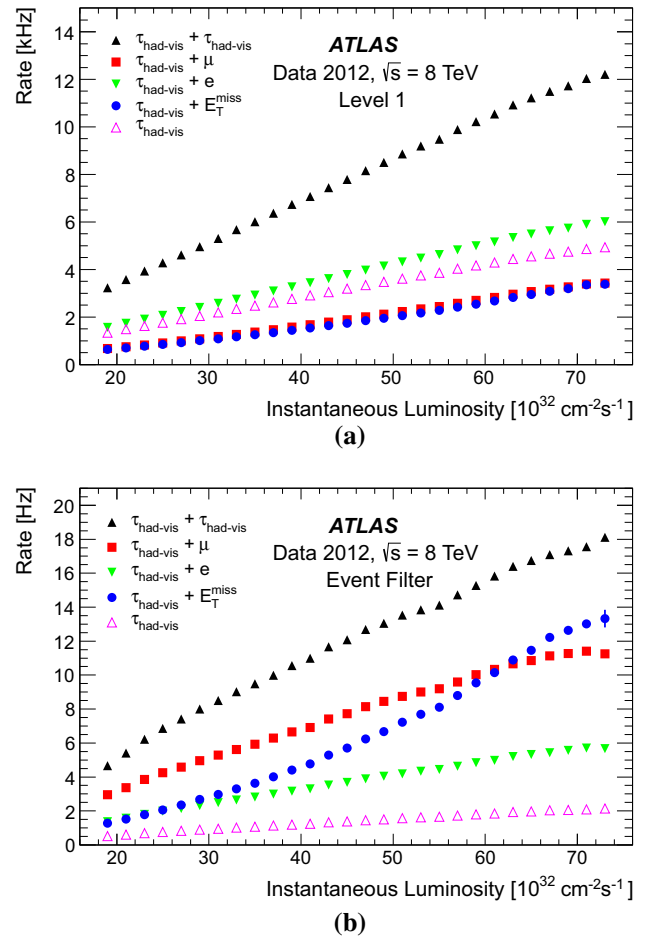 Rate [kHz]
14
12
10
8
6
4
2
0
τhad-vis + τhad-vis
τhad-vis + μ
τhad-vis + e
τhad-vis + ETmiss
τhad-vis
ATLAS
Data 2012, √s = 8 TeV
Level 1
20 30 40 50 60 70
Instantaneous Luminosity [10^32 cm-2s-1]
(a)
Rate [Hz]
20
18
16
14
12
10
8
6
4
2
0
τhad-vis + τhad-vis
τhad-vis + μ
τhad-vis + e
τhad-vis + ETmiss
τhad-vis
ATLAS
Data 2012, √s = 8 TeV
Event Filter
20 30 40 50 60 70
Instantaneous Luminosity [10^32 cm-2s-1]
(b)